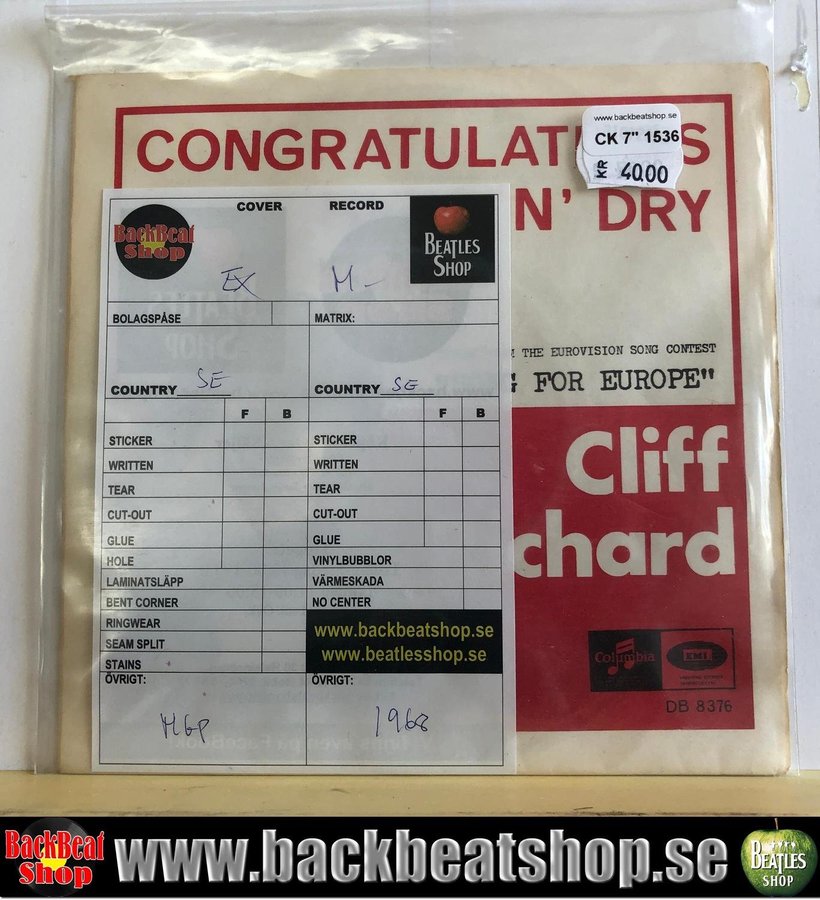 www.backbeatshop.se
CK 7" 1536
KR 40.00
CONGRATULAT S
N' DRY
THE EUROVISION SONG CONTEST
FOR EUROPE"
Cliff
chard
Columbia
EMI
DB 8376
BackBeat
Shop
COVER
RECORD
BEATLES
SHOP
EX
M-
BOLAGSPÅSE
MATRIX:
COUNTRY SE
COUNTRY SE
F B
F B
STICKER
STICKER
WRITTEN
WRITTEN
TEAR
TEAR
CUT-OUT
CUT-OUT
GLUE
GLUE
HOLE
VINYLBUBBLOR
LAMINATSLÄPP
VÄRMESKADA
BENT CORNER
NO CENTER
RINGWEAR
www.backbeatshop.se
SEAM SPLIT
www.beatlesshop.se
STAINS
ÖVRIGT:
ÖVRIGT:
1968
BackBeat
Shop
www.backbeatshop.se
BEATLES
SHOP